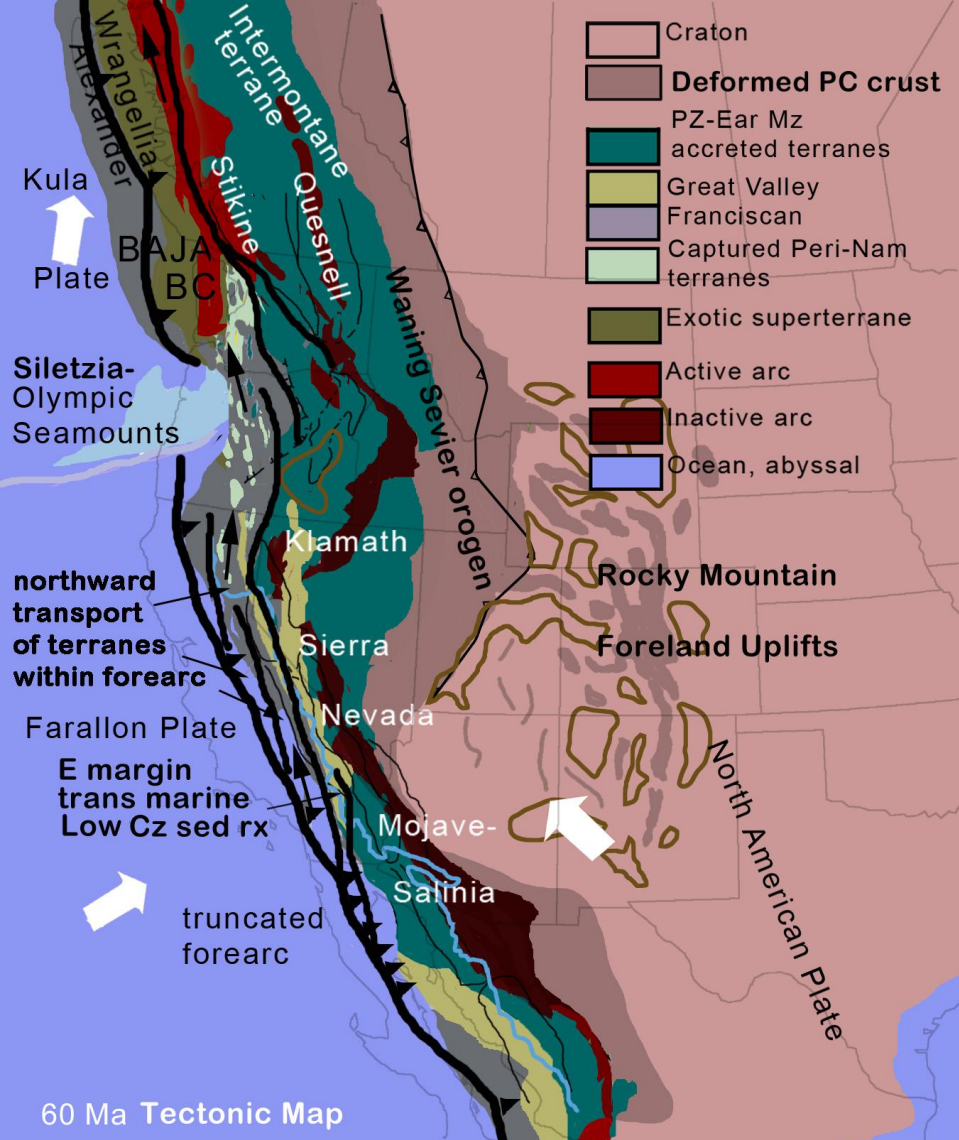 Wrangellia
Alexander
Intermontane
terrane
Stikine
Quesnell
Kula
Plate
BAJA
BC
Siletzia-
Olympic
Seamounts
Waning Sevier orogen
Craton
Deformed PC crust
PZ-Ear Mz
accreted terranes
Great Valley
Franciscan
Captured Peri-Nam
terranes
Exotic superterrane
Active arc
Inactive arc
Ocean, abyssal
Klamath
northward
transport
of terranes
within forearc
Rocky Mountain
Foreland Uplifts
Sierra
Nevada
Farallon Plate
E margin
trans marine
Low Cz sed rx
Mojave-
Salinia
North American Plate
truncated
forearc
60 Ma Tectonic Map